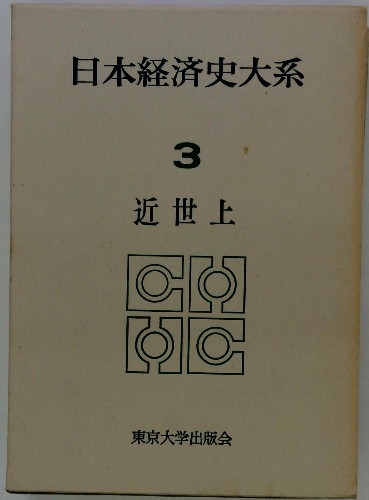 日本経済史大系
3
近世上
東京大学出版会